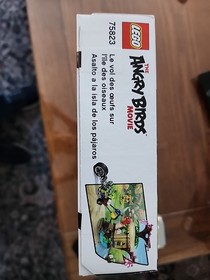 LEGO
THE
ANGRY BIRDS
MOVIE
75823
Le vol des œufs sur
l'île des oiseaux
Asalto a la isla de los pájaros